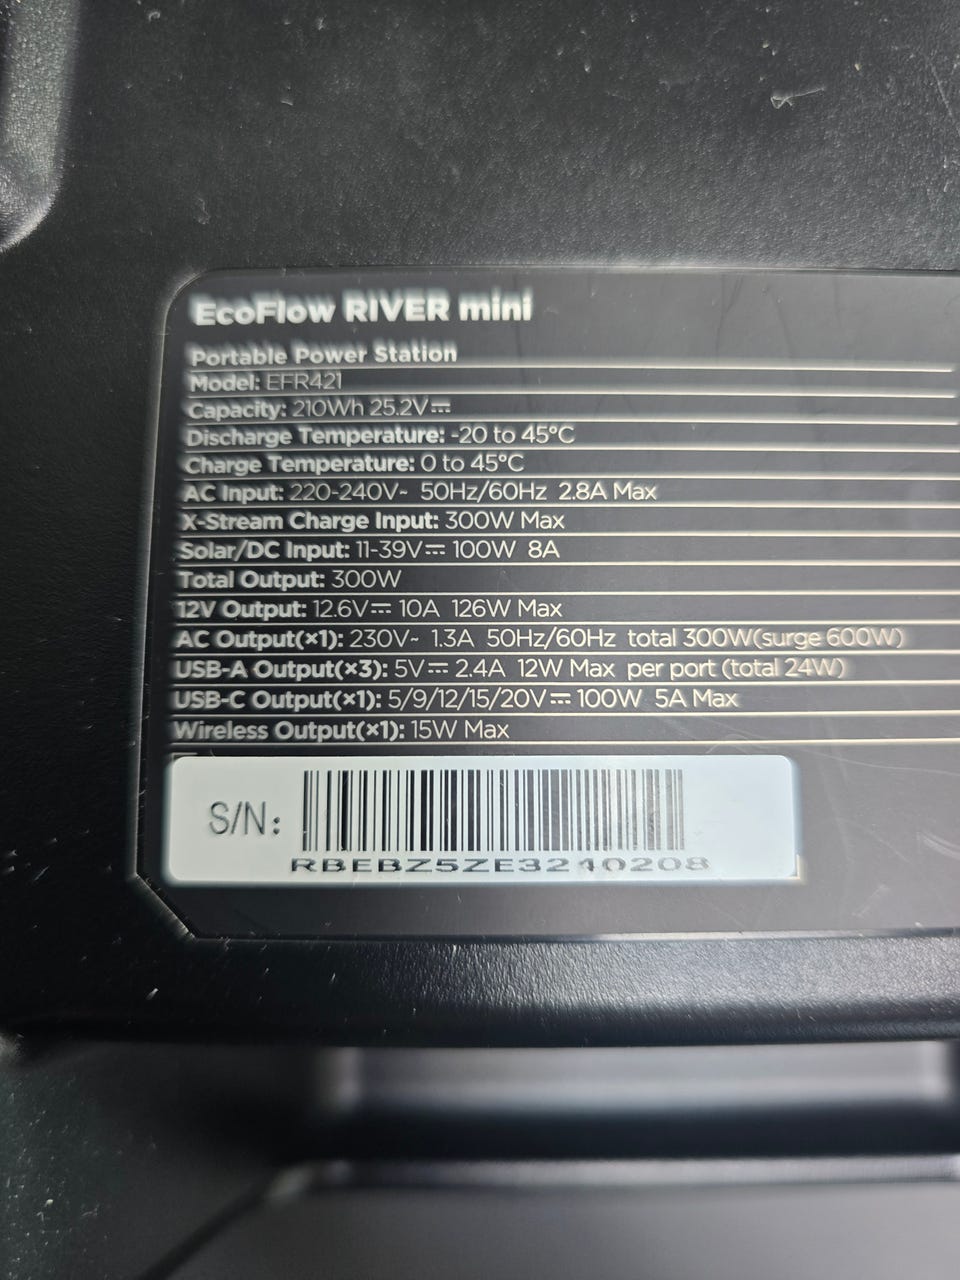 EcoFlow RIVER mini
Portable Power Station
Model: EFR421
Capacity: 210Wh 25.2V⎓
Discharge Temperature: -20 to 45°C
Charge Temperature: 0 to 45°C
AC Input: 220-240V~ 50Hz/60Hz 2.8A Max
X-Stream Charge Input: 300W Max
Solar/DC Input: 11-39V⎓ 100W 8A
Total Output: 300W
12V Output: 12.6V⎓ 10A 126W Max
AC Output(×1): 230V~ 1.3A 50Hz/60Hz total 300W(surge 600W)
USB-A Output(×3): 5V⎓ 2.4A 12W Max per port (total 24W)
USB-C Output(×1): 5/9/12/15/20V⎓ 100W 5A Max
Wireless Output(×1): 15W Max
S/N:
RBEBZ5ZE3240208